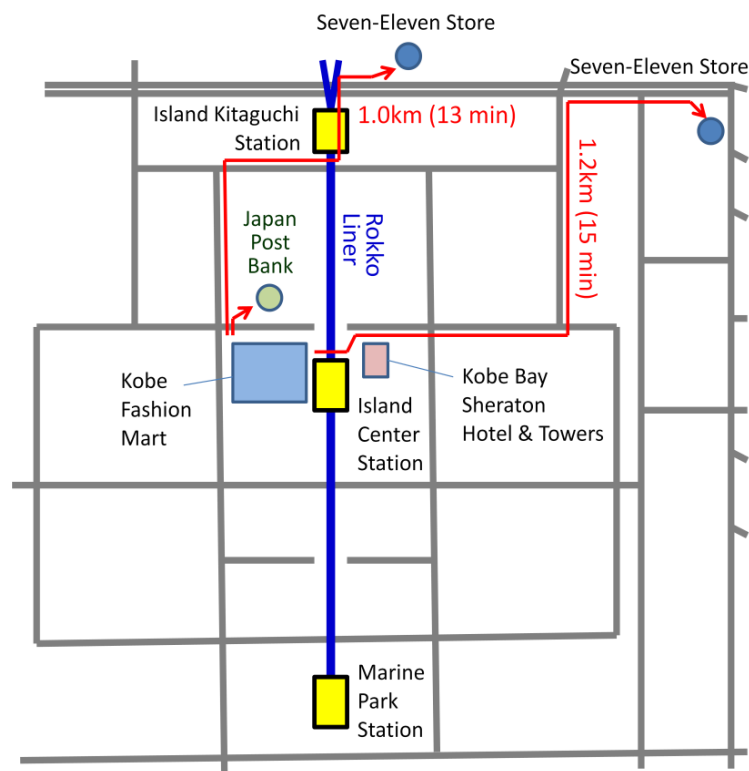 Seven-Eleven Store
Seven-Eleven Store
Island Kitaguchi
Station
1.0km (13 min)
1.2km (15 min)
Japan
Post
Bank
Rokko
Liner
Kobe
Fashion
Mart
Island
Center
Station
Kobe Bay
Sheraton
Hotel & Towers
Marine
Park
Station